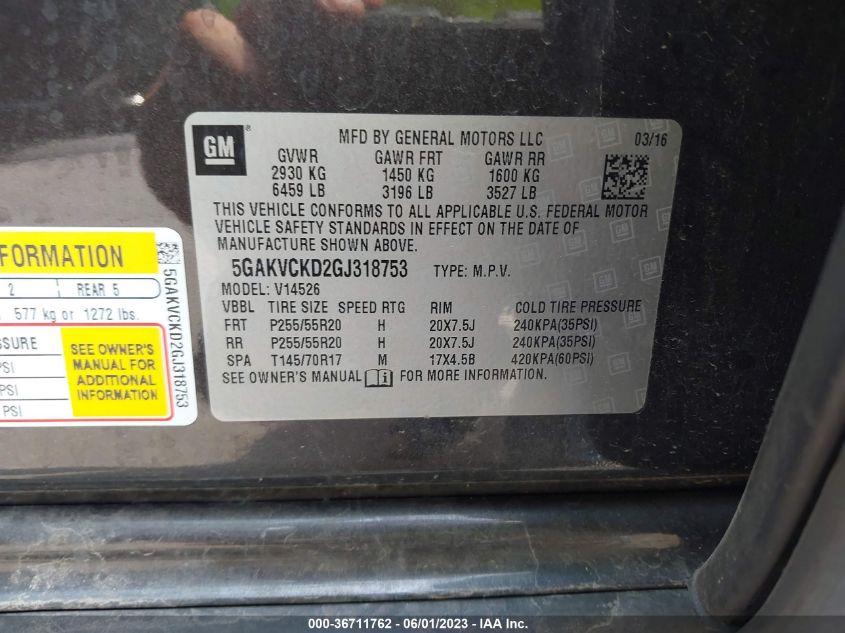 GM ®
MFD BY GENERAL MOTORS LLC 03/16
GVWR GAWR FRT GAWR RR
2930 KG 1450 KG 1600 KG
6459 LB 3196 LB 3527 LB
THIS VEHICLE CONFORMS TO ALL APPLICABLE U.S. FEDERAL MOTOR
VEHICLE SAFETY STANDARDS IN EFFECT ON THE DATE OF
MANUFACTURE SHOWN ABOVE.
5GAKVCKD2GJ318753 TYPE: M.P.V.
MODEL: V14526
VBBL TIRE SIZE SPEED RTG RIM COLD TIRE PRESSURE
FRT P255/55R20 H 20X7.5J 240KPA(35PSI)
RR P255/55R20 H 20X7.5J 240KPA(35PSI)
SPA T145/70R17 M 17X4.5B 420KPA(60PSI)
SEE OWNER'S MANUAL FOR MORE INFORMATION.
FORMATION
2 REAR 5
577 kg or 1272 lbs.
SSURE
PSI
PSI
PSI
SEE OWNER'S
MANUAL FOR
ADDITIONAL
INFORMATION
5GAKVCKD2GJ318753
000-36711762 - 06/01/2023 - IAA Inc.